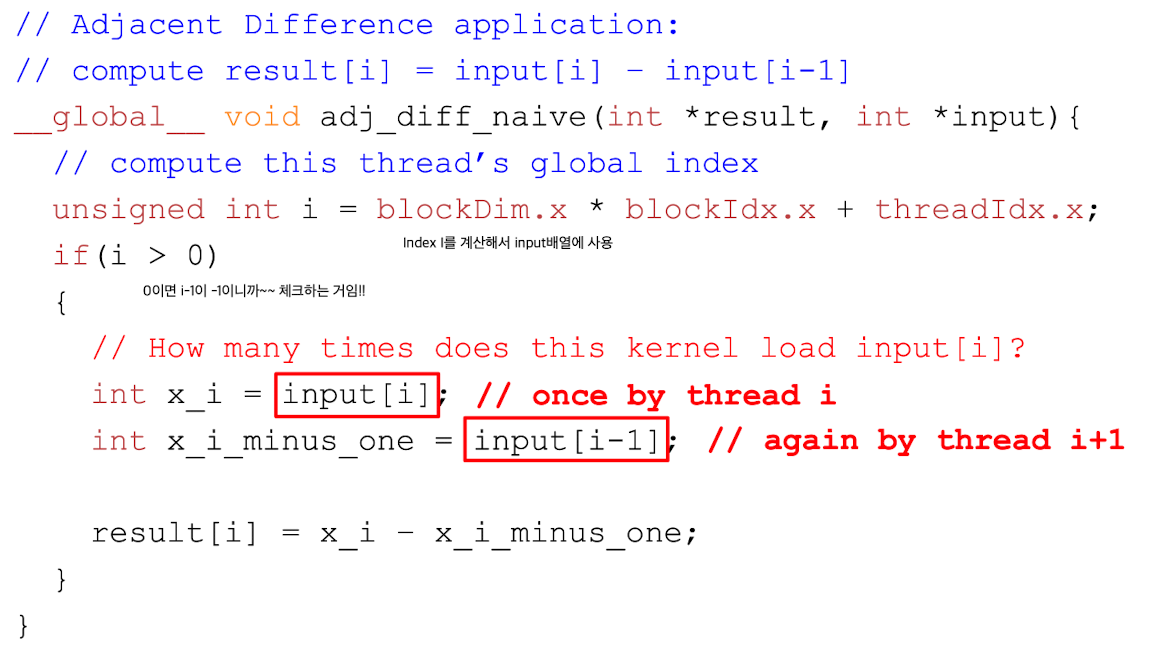 // Adjacent Difference application:
// compute result[i] = input[i] – input[i-1]
__global__ void adj_diff_naive(int *result, int *input){
// compute this thread’s global index
unsigned int i = blockDim.x * blockIdx.x + threadIdx.x;
Index I를 계산해서 input배열에 사용
if(i > 0)
0이면 i-1이 -1이니까~~ 체크하는 거임!!
{
// How many times does this kernel load input[i]?
int x_i = input[i]; // once by thread i
int x_i_minus_one = input[i-1]; // again by thread i+1
result[i] = x_i – x_i_minus_one;
}
}